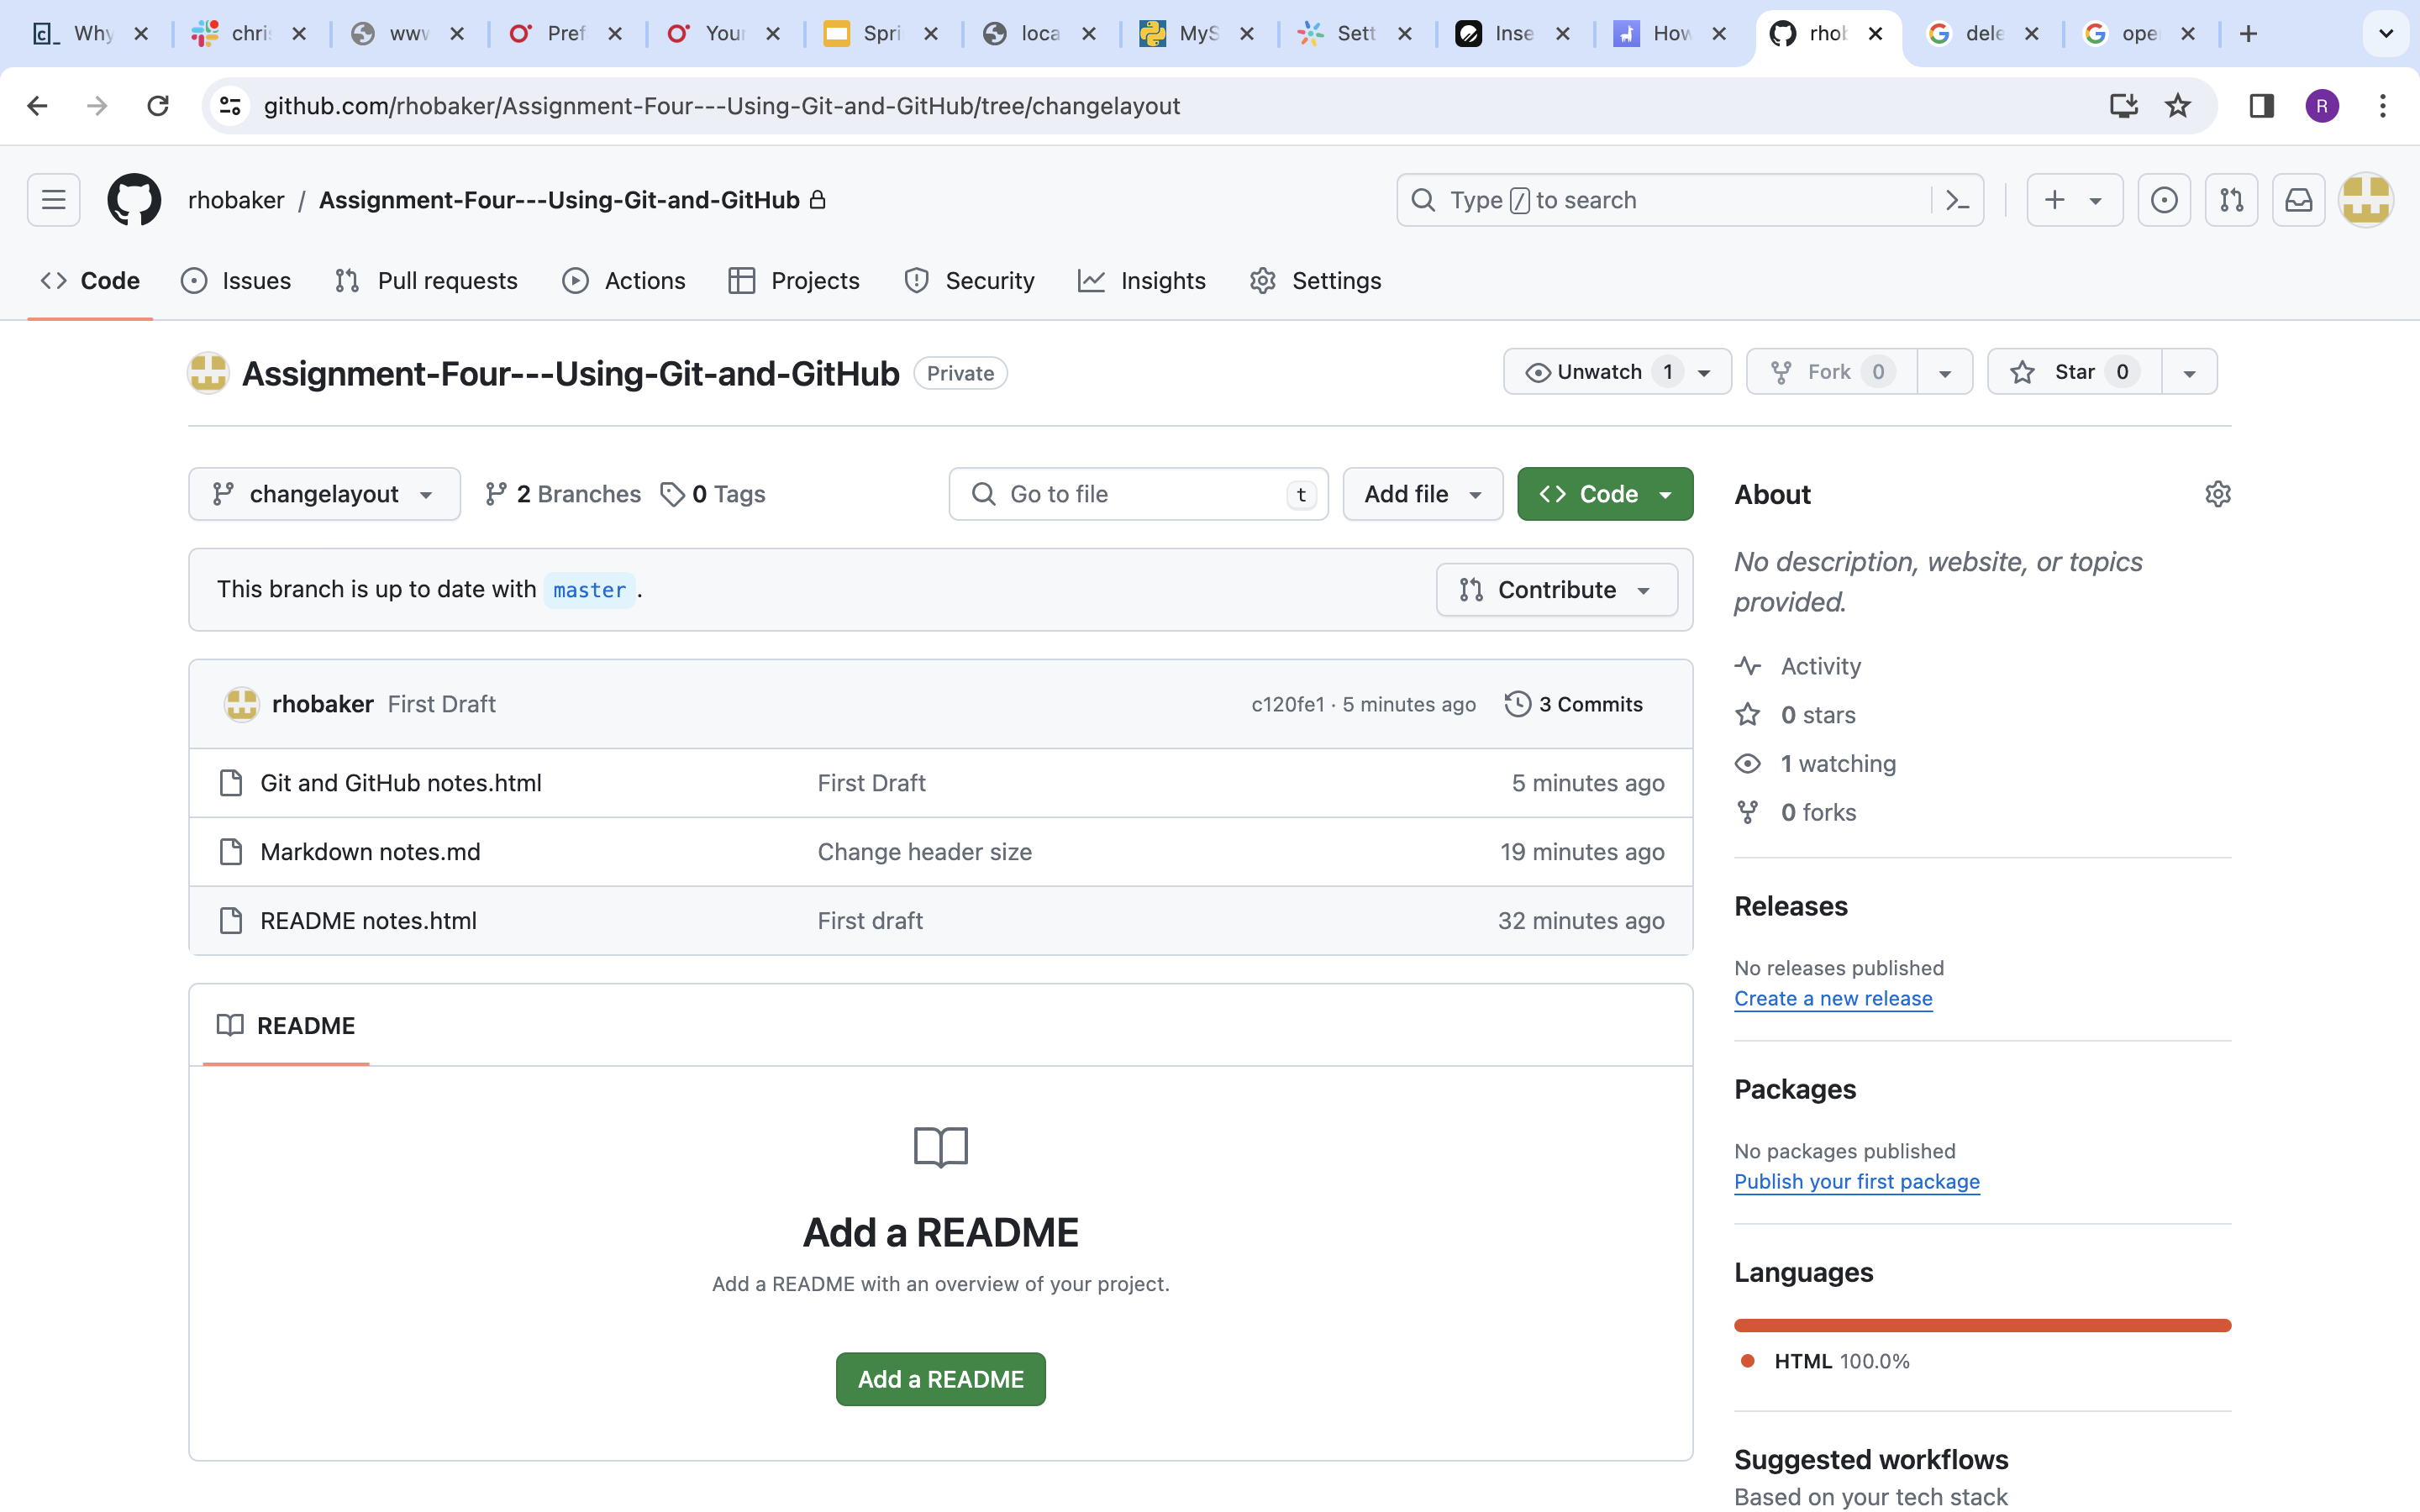 Why
chri
www
Pref
Your
Spri
loca
MyS
Sett
Inse
How
rhob
dele
ope
github.com/rhobaker/Assignment-Four---Using-Git-and-GitHub/tree/changelayout
R
rhobaker / Assignment-Four---Using-Git-and-GitHub
Type / to search
Code
Issues
Pull requests
Actions
Projects
Security
Insights
Settings
Assignment-Four---Using-Git-and-GitHub Private
Unwatch 1
Fork 0
Star 0
changelayout
2 Branches
0 Tags
Go to file t
Add file
Code
This branch is up to date with master .
Contribute
rhobaker First Draft
c120fe1 · 5 minutes ago
3 Commits
Git and GitHub notes.html First Draft 5 minutes ago
Markdown notes.md Change header size 19 minutes ago
README notes.html First draft 32 minutes ago
README
Add a README
Add a README with an overview of your project.
Add a README
About
No description, website, or topics
provided.
Activity
0 stars
1 watching
0 forks
Releases
No releases published
Create a new release
Packages
No packages published
Publish your first package
Languages
HTML 100.0%
Suggested workflows
Based on your tech stack